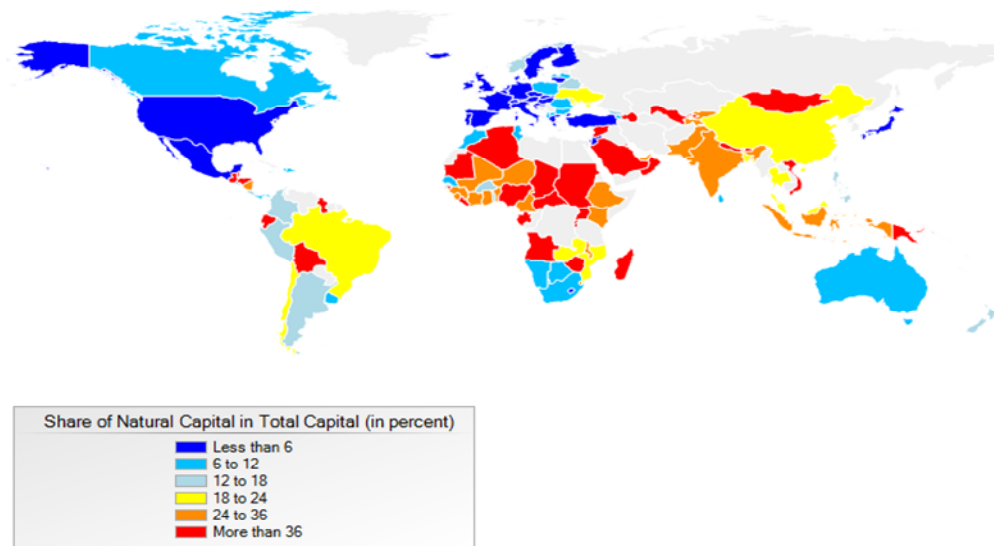 Share of Natural Capital in Total Capital (in percent)
Less than 6
6 to 12
12 to 18
18 to 24
24 to 36
More than 36